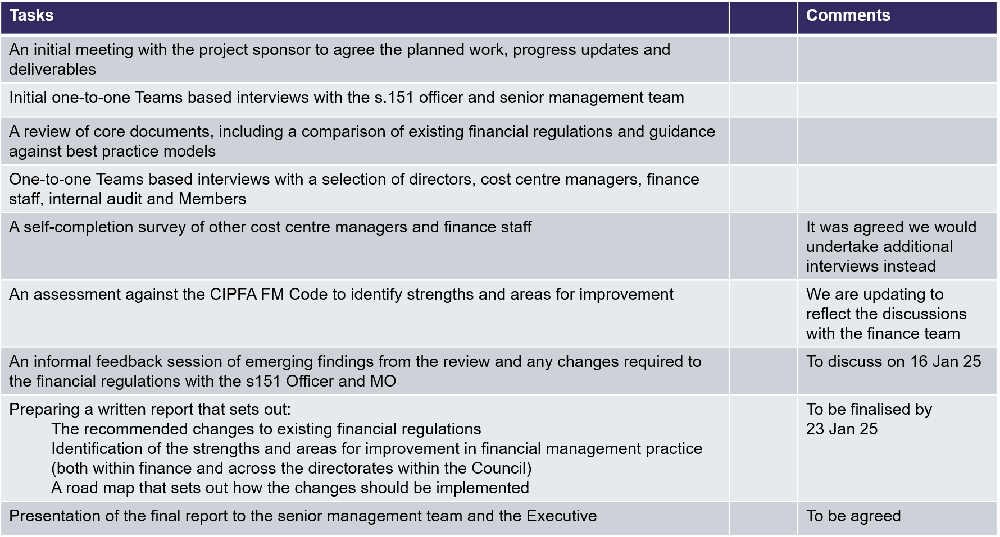 Tasks
Comments
An initial meeting with the project sponsor to agree the planned work, progress updates and
deliverables
Initial one-to-one Teams based interviews with the s.151 officer and senior management team
A review of core documents, including a comparison of existing financial regulations and guidance
against best practice models
One-to-one Teams based interviews with a selection of directors, cost centre managers, finance
staff, internal audit and Members
A self-completion survey of other cost centre managers and finance staff
It was agreed we would
undertake additional
interviews instead
An assessment against the CIPFA FM Code to identify strengths and areas for improvement
We are updating to
reflect the discussions
with the finance team
An informal feedback session of emerging findings from the review and any changes required to
the financial regulations with the s151 Officer and MO
To discuss on 16 Jan 25
Preparing a written report that sets out:
The recommended changes to existing financial regulations
Identification of the strengths and areas for improvement in financial management practice
(both within finance and across the directorates within the Council)
A road map that sets out how the changes should be implemented
To be finalised by
23 Jan 25
Presentation of the final report to the senior management team and the Executive
To be agreed